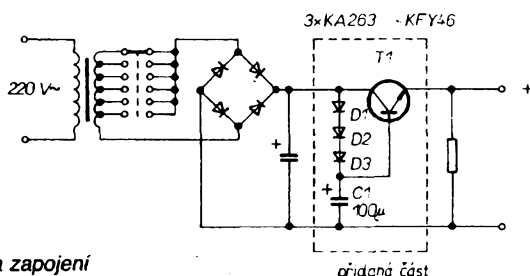 3×KA263 - KFY46
T1
220 V~
+
D1
D2
+
D3
+
C1
100µ
zapojení
přidaná část